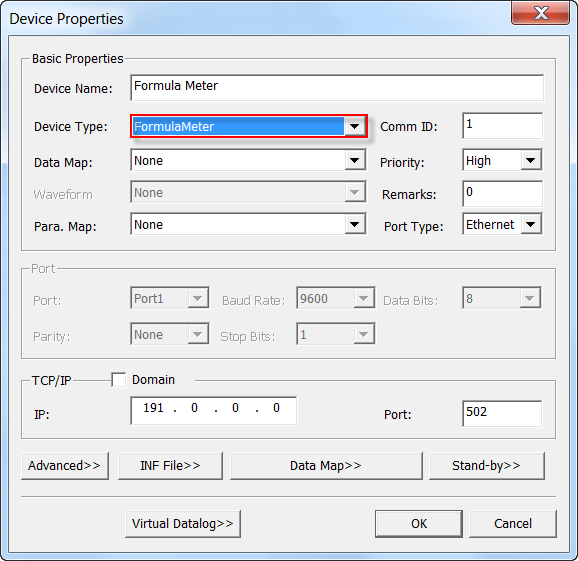 Device Properties
Basic Properties
Device Name: Formula Meter
Device Type: FormulaMeter Comm ID: 1
Data Map: None Priority: High
Waveform None Remarks: 0
Para. Map: None Port Type: Ethernet
Port
Port: Port1 Baud Rate: 9600 Data Bits: 8
Parity: None Stop Bits: 1
TCP/IP Domain
IP: 191 . 0 . 0 . 0 Port: 502
Advanced>> INF File>> Data Map>> Stand-by>>
Virtual Datalog>> OK Cancel